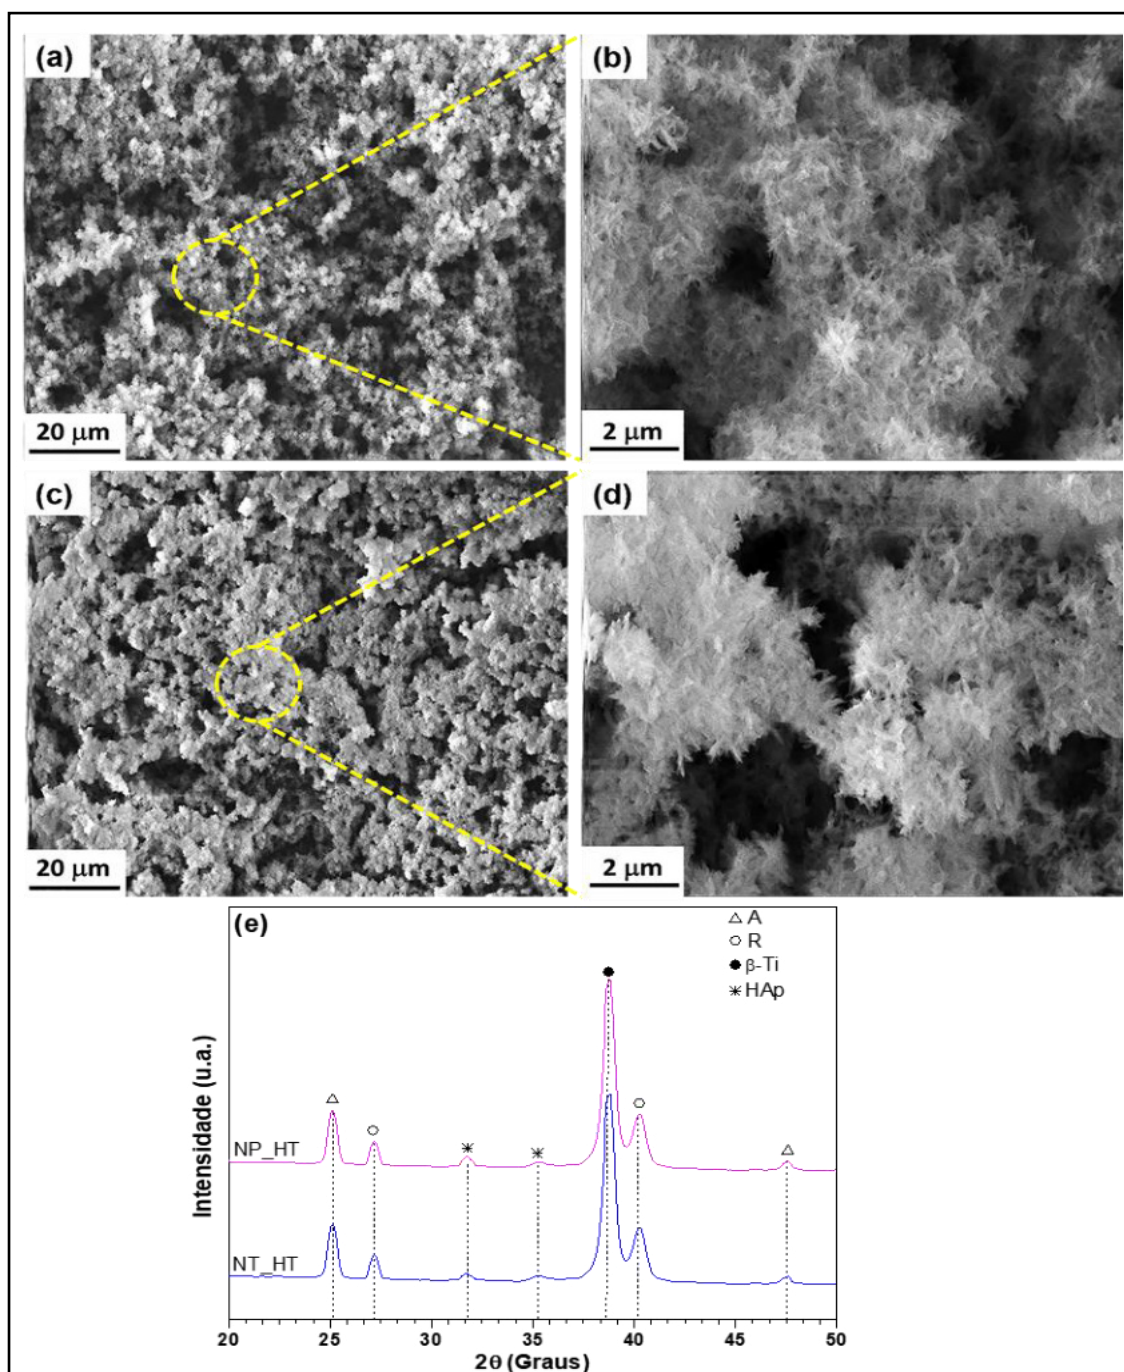 (a)
(b)
20 μm
2 μm
(c)
(d)
20 μm
2 μm
(e)
△ A
○ R
● β-Ti
✳ HAp
Intensidade (u.a.)
NP_HT
NT_HT
20 25 30 35 40 45 50
2θ (Graus)